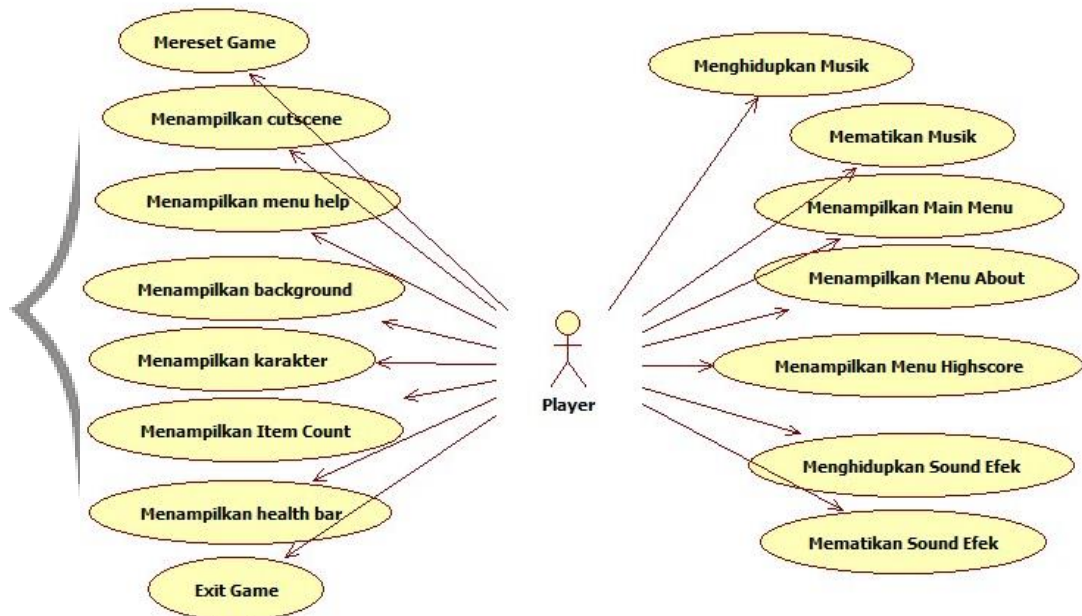 Mereset Game
Menampilkan cutscene
Menampilkan menu help
Menampilkan background
Menampilkan karakter
Menampilkan Item Count
Menampilkan health bar
Exit Game
Player
Menghidupkan Musik
Mematikan Musik
Menampilkan Main Menu
Menampilkan Menu About
Menampilkan Menu Highscore
Menghidupkan Sound Efek
Mematikan Sound Efek